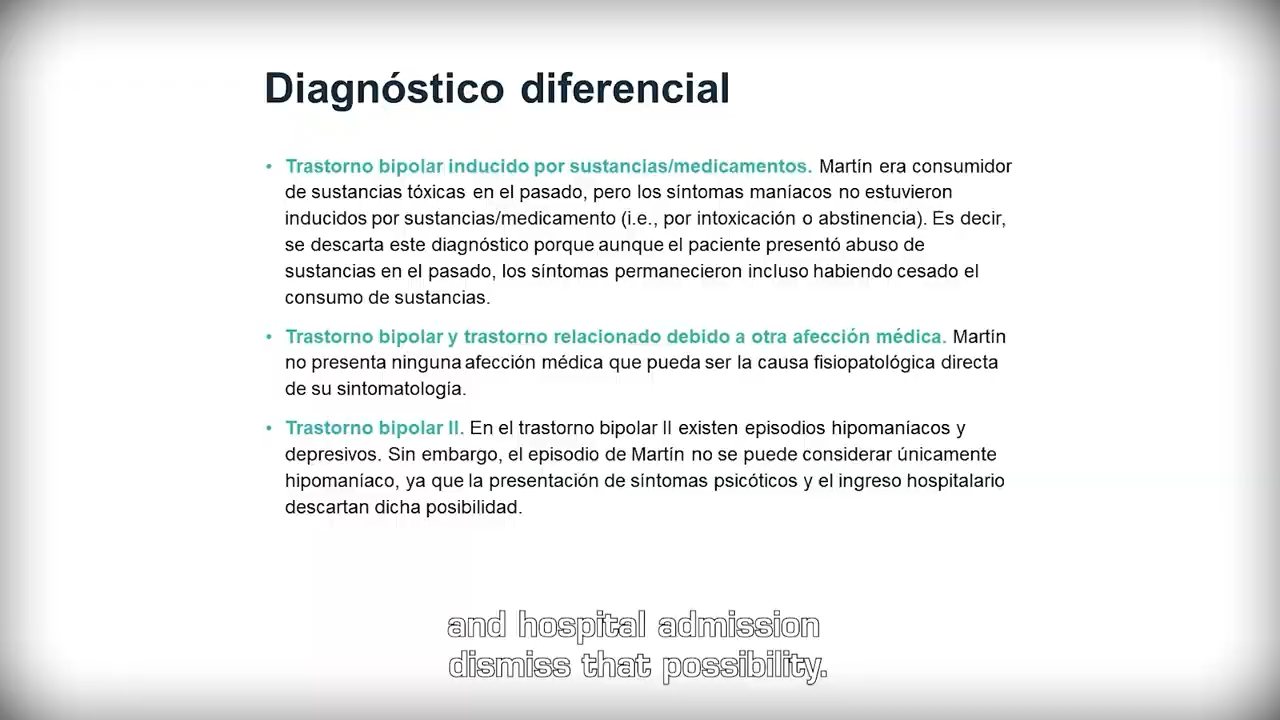 Diagnóstico diferencial
• Trastorno bipolar inducido por sustancias/medicamentos. Martín era consumidor
de sustancias tóxicas en el pasado, pero los síntomas maníacos no estuvieron
inducidos por sustancias/medicamento (i.e., por intoxicación o abstinencia). Es decir,
se descarta este diagnóstico porque aunque el paciente presentó abuso de
sustancias en el pasado, los síntomas permanecieron incluso habiendo cesado el
consumo de sustancias.
• Trastorno bipolar y trastorno relacionado debido a otra afección médica. Martín
no presenta ninguna afección médica que pueda ser la causa fisiopatológica directa
de su sintomatología.
• Trastorno bipolar II. En el trastorno bipolar II existen episodios hipomaníacos y
depresivos. Sin embargo, el episodio de Martín no se puede considerar únicamente
hipomaníaco, ya que la presentación de síntomas psicóticos y el ingreso hospitalario
descartan dicha posibilidad.
and hospital admission
dismiss that possibility.